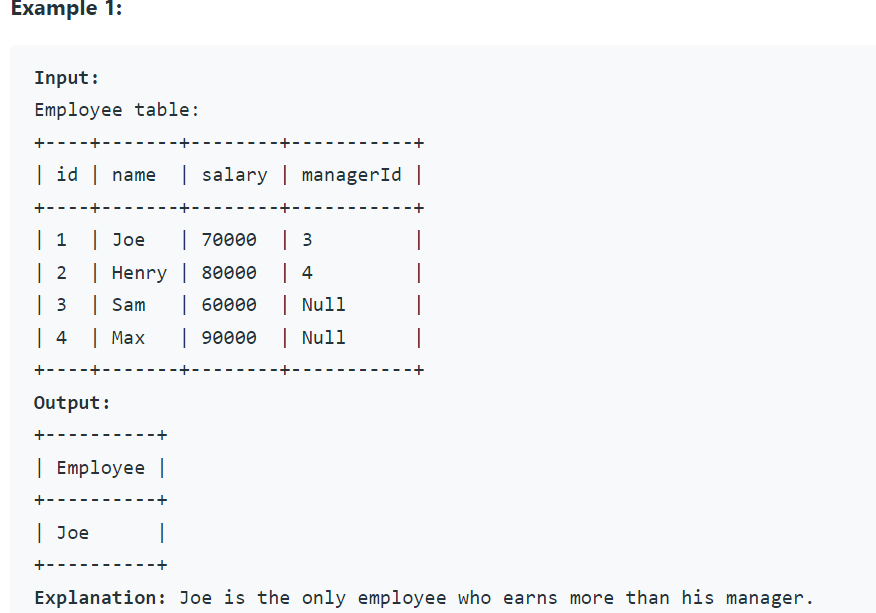 Example 1:
Input:
Employee table:
+----+-------+--------+-----------+
| id | name  | salary | managerId |
+----+-------+--------+-----------+
| 1  | Joe   | 70000  | 3         |
| 2  | Henry | 80000  | 4         |
| 3  | Sam   | 60000  | Null      |
| 4  | Max   | 90000  | Null      |
+----+-------+--------+-----------+
Output:
+----------+
| Employee |
+----------+
| Joe      |
+----------+
Explanation: Joe is the only employee who earns more than his manager.